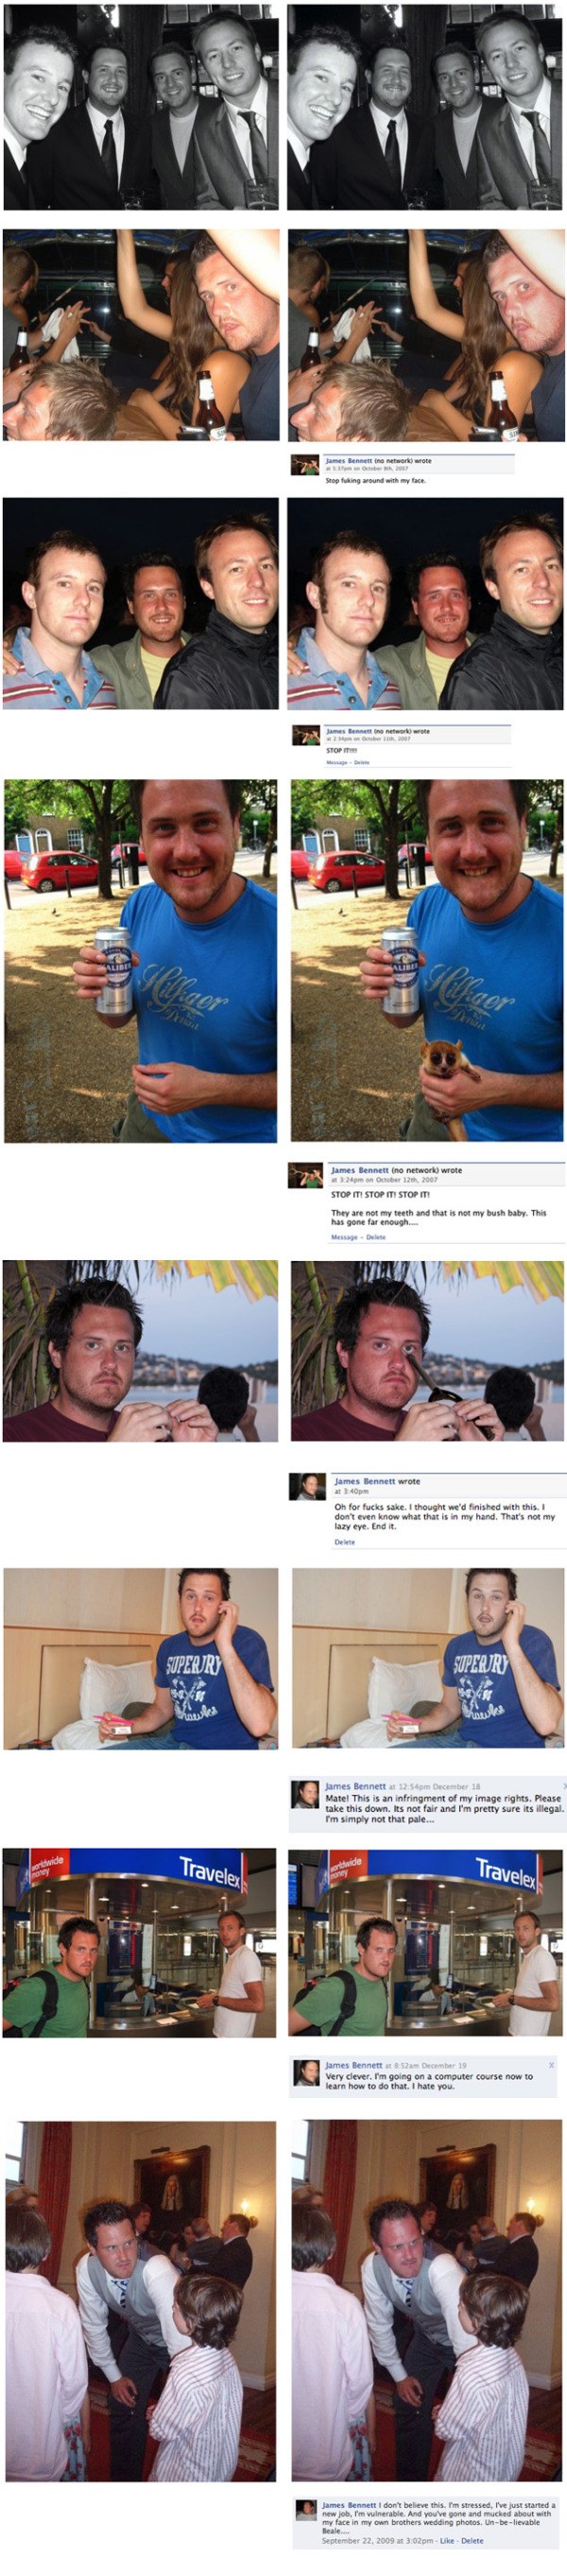 James Bennett (no network) wrote
at 5:37pm on October 8th, 2007
Stop fuking around with my face.
James Bennett (no network) wrote
at 2:54pm on October 11th, 2007
STOP IT!!!!
Message - Delete
ALIBER
ALIBER
Hilfiger
Denim
Hilfiger
Denim
James Bennett (no network) wrote
at 3:24pm on October 12th, 2007
STOP IT! STOP IT! STOP IT!
They are not my teeth and that is not my bush baby. This
has gone far enough....
Message - Delete
James Bennett wrote
at 3:40pm
Oh for fucks sake. I thought we'd finished with this. I
don't even know what that is in my hand. That's not my
lazy eye. End it.
Delete
SUPERJRY
SUPERJRY
James Bennett at 12:54pm December 18
Mate! This is an infringment of my image rights. Please
take this down. Its not fair and I'm pretty sure its illegal.
I'm simply not that pale...
worldwide
money
Travelex
worldwide
money
Travelex
James Bennett at 8:52am December 19 X
Very clever. I'm going on a computer course now to
learn how to do that. I hate you.
James Bennett I don't believe this. I'm stressed, I've just started a
new job, I'm vulnerable. And you've gone and mucked about with
my face in my own brothers wedding photos. Un-be-lievable
Beale....
September 22, 2009 at 3:02pm · Like · Delete